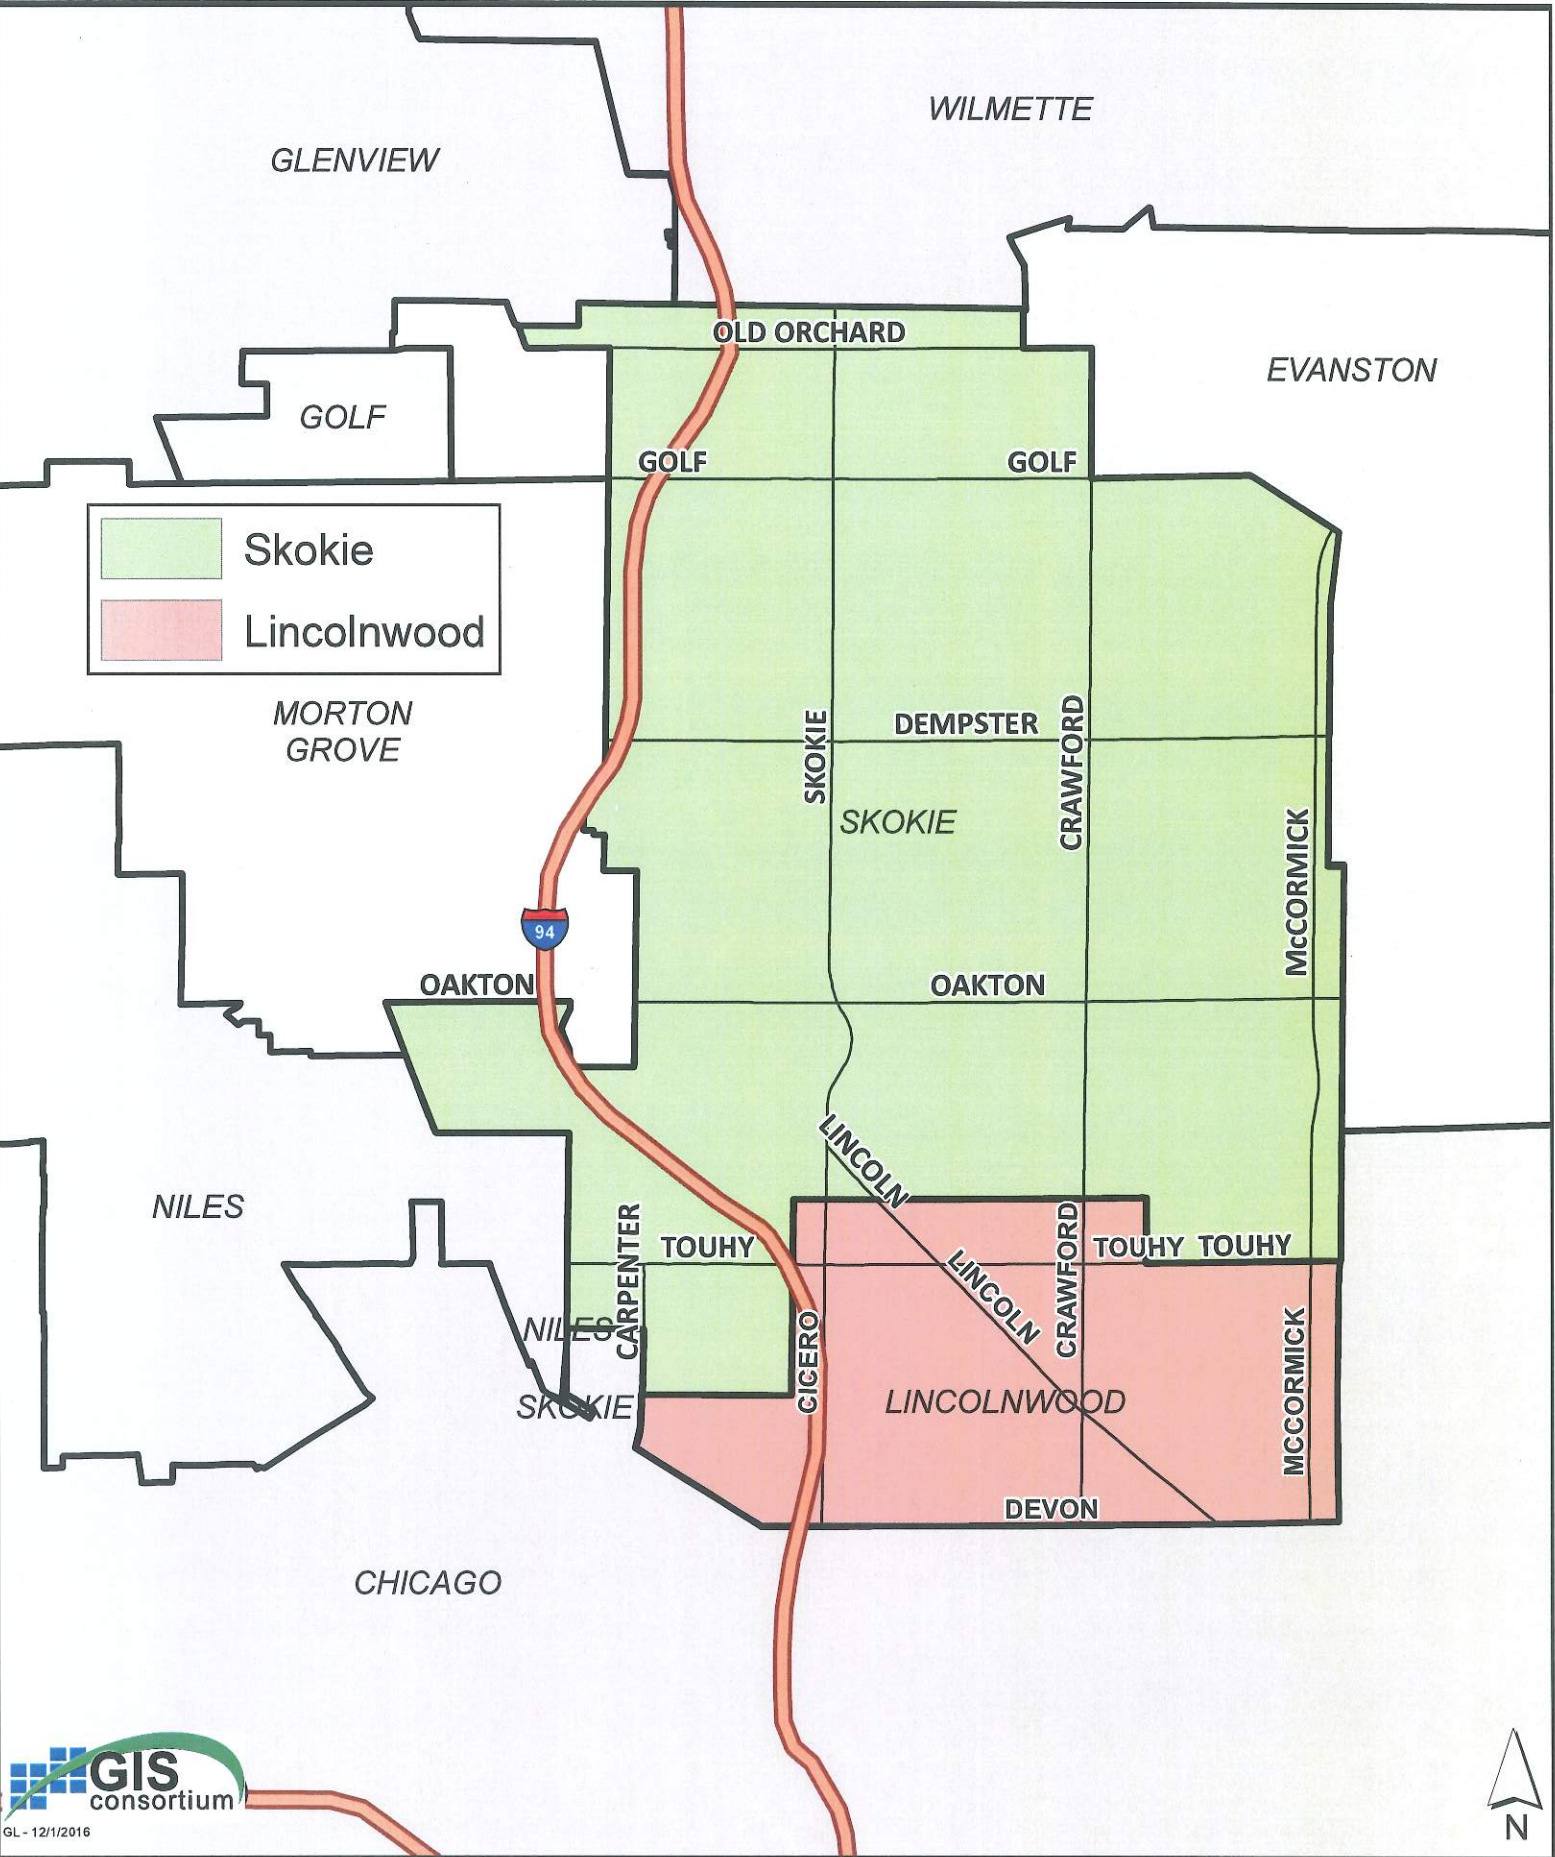 WILMETTE
GLENVIEW
OLD ORCHARD
EVANSTON
GOLF
GOLF
GOLF
Skokie
Lincolnwood
MORTON
GROVE
DEMPSTER
SKOKIE
CRAWFORD
SKOKIE
McCORMICK
94
OAKTON
OAKTON
LINCOLN
NILES
CARPENTER
TOUHY
CRAWFORD
TOUHY
TOUHY
LINCOLN
NILES
CICERO
MCCORMICK
SKOKIE
LINCOLNWOOD
DEVON
CHICAGO
GIS
consortium
GL - 12/1/2016
N